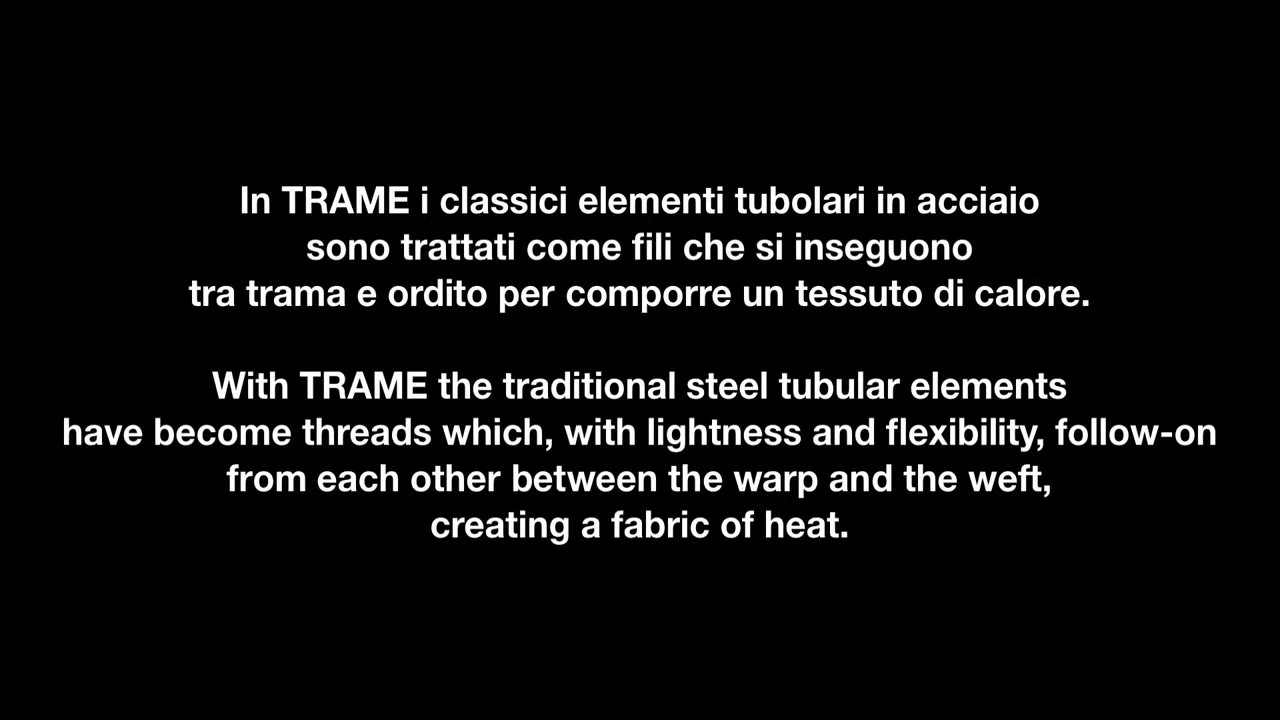 In TRAME i classici elementi tubolari in acciaio
sono trattati come fili che si inseguono
tra trama e ordito per comporre un tessuto di calore.
With TRAME the traditional steel tubular elements
have become threads which, with lightness and flexibility, follow-on
from each other between the warp and the weft,
creating a fabric of heat.